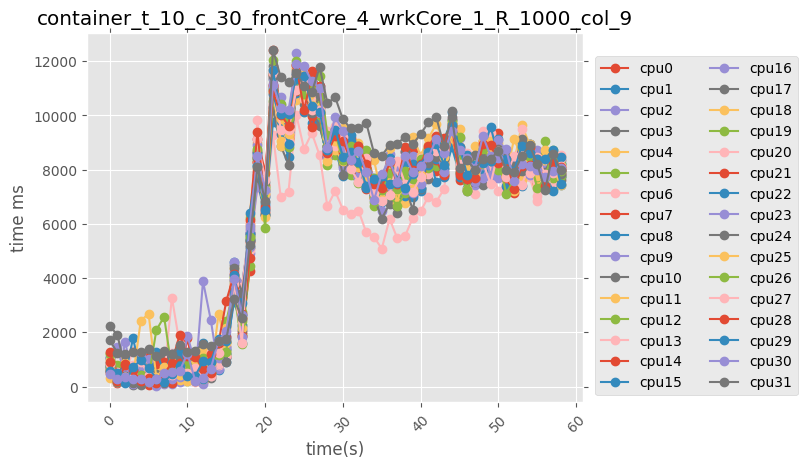 container_t_10_c_30_frontCore_4_wrkCore_1_R_1000_col_9
time ms
12000
10000
8000
6000
4000
2000
0
0
10
20
30
40
50
60
time(s)
cpu0
cpu1
cpu2
cpu3
cpu4
cpu5
cpu6
cpu7
cpu8
cpu9
cpu10
cpu11
cpu12
cpu13
cpu14
cpu15
cpu16
cpu17
cpu18
cpu19
cpu20
cpu21
cpu22
cpu23
cpu24
cpu25
cpu26
cpu27
cpu28
cpu29
cpu30
cpu31